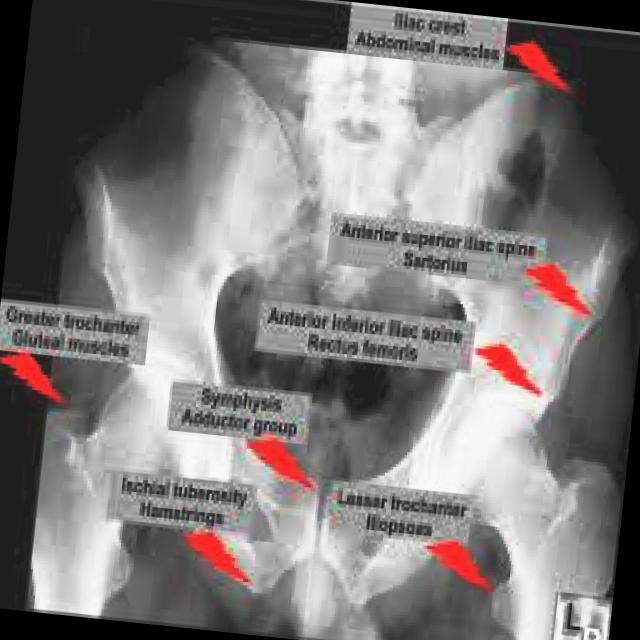 Iliac crest
Abdominal muscles
Anterior superior iliac spine
Sartorius
Anterior inferior iliac spine
Rectus femoris
Greater trochanter
Gluteal muscles
Symphysis
Adductor group
Ischial tuberosity
Hamstrings
Lesser trochanter
Iliopsoas
L